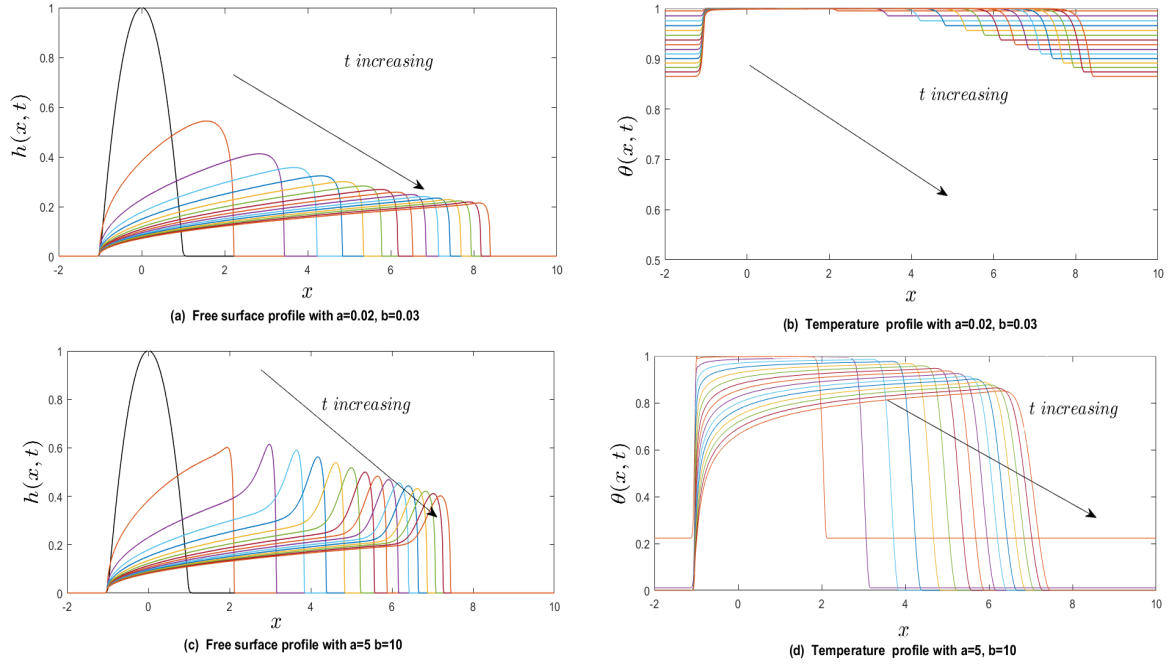 1
0.8
0.6
0.4
0.2
0
-2 0 2 4 6 8 10
h(x, t)
x
t increasing
(a) Free surface profile with a=0.02, b=0.03
1
0.9
0.8
0.7
0.6
0.5
-2 0 2 4 6 8 10
θ(x, t)
x
t increasing
(b) Temperature profile with a=0.02, b=0.03
1
0.8
0.6
0.4
0.2
0
-2 0 2 4 6 8 10
h(x, t)
x
t increasing
(c) Free surface profile with a=5 b=10
1
0.8
0.6
0.4
0.2
0
-2 0 2 4 6 8 10
θ(x, t)
x
t increasing
(d) Temperature profile with a=5, b=10